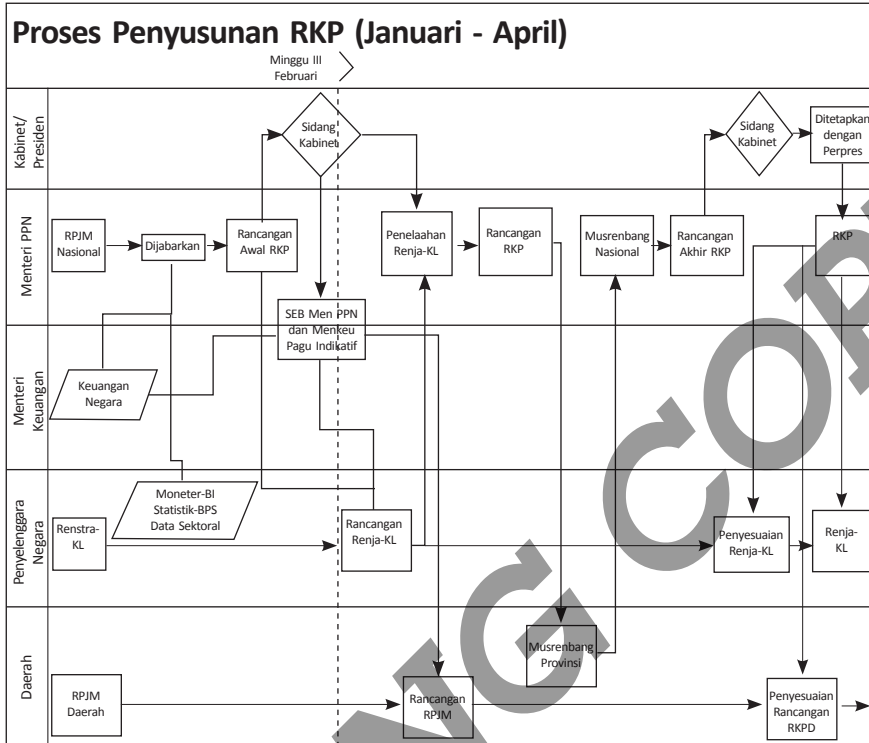 Proses Penyusunan RKP (Januari - April)
Minggu III
Februari
Kabinet/
Presiden
Sidang
Kabinet
Sidang
Kabinet
Ditetapkan
dengan
Perpres
Menteri PPN
RPJM
Nasional
Dijabarkan
Rancangan
Awal RKP
Penelaahan
Renja-KL
Rancangan
RKP
Musrenbang
Nasional
Rancangan
Akhir RKP
RKP
SEB Men PPN
dan Menkeu
Pagu Indikatif
Menteri
Keuangan
Keuangan
Negara
Penyelenggara
Negara
Renstra-
KL
Moneter-BI
Statistik-BPS
Data Sektoral
Rancangan
Renja-KL
Penyesuaian
Renja-KL
Renja-
KL
Daerah
RPJM
Daerah
Rancangan
RPJM
Musrenbang
Provinsi
Penyesuaian
Rancangan
RKPD
NG COP